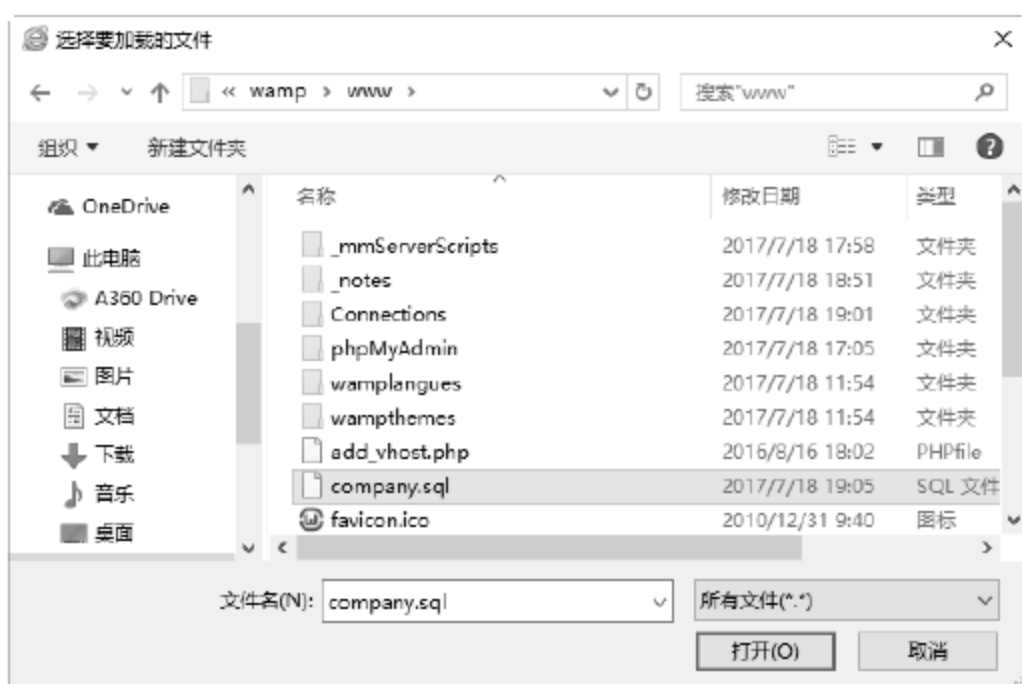 选择要加载的文件
« wamp › www ›
搜索"www"
组织 新建文件夹
名称 修改日期 类型
OneDrive
此电脑
A360 Drive
视频
图片
文档
下载
音乐
桌面
_mmServerScripts 2017/7/18 17:58 文件夹
_notes 2017/7/18 18:51 文件夹
Connections 2017/7/18 19:01 文件夹
phpMyAdmin 2017/7/18 17:05 文件夹
wamplangues 2017/7/18 11:54 文件夹
wampthemes 2017/7/18 11:54 文件夹
add_vhost.php 2016/8/16 18:02 PHPfile
company.sql 2017/7/18 19:05 SQL 文件
favicon.ico 2010/12/31 9:40 图标
文件名(N): company.sql 所有文件(*.*)
打开(O) 取消